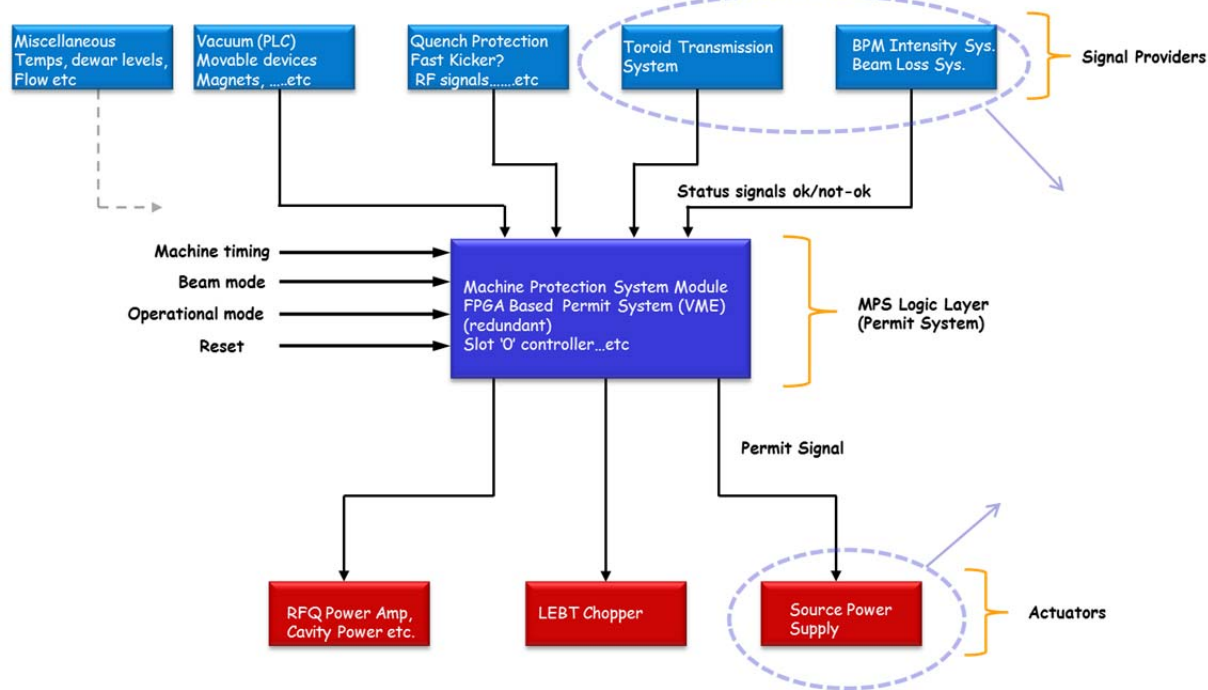 Miscellaneous
Temps, dewar levels,
Flow etc
Vacuum (PLC)
Movable devices
Magnets, .....etc
Quench Protection
Fast Kicker?
RF signals.......etc
Toroid Transmission
System
BPM Intensity Sys.
Beam Loss Sys.
Signal Providers
Status signals ok/not-ok
Machine timing
Beam mode
Operational mode
Reset
Machine Protection System Module
FPGA Based Permit System (VME)
(redundant)
Slot '0' controller...etc
MPS Logic Layer
(Permit System)
Permit Signal
RFQ Power Amp,
Cavity Power etc.
LEBT Chopper
Source Power
Supply
Actuators